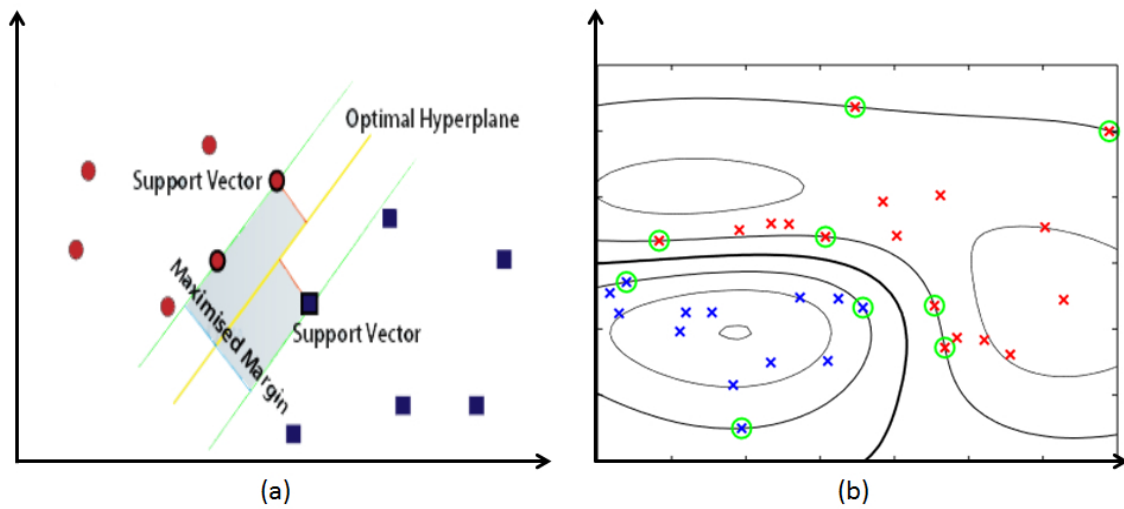 Optimal Hyperplane
Support Vector
Maximised Margin
Support Vector
(a)
(b)